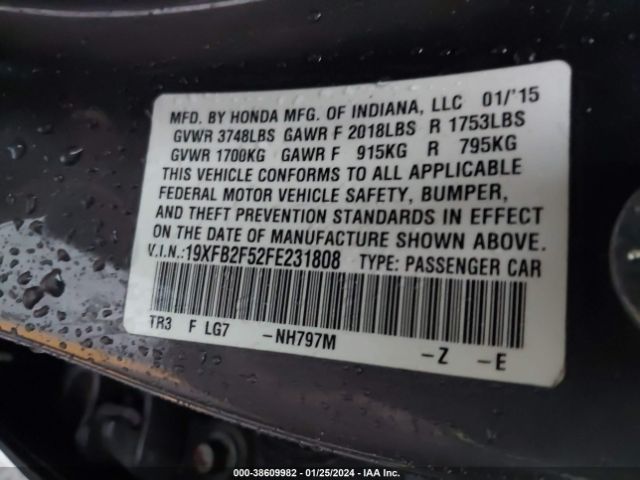 MFD. BY HONDA MFG. OF INDIANA, LLC 01/'15
GVWR 3748LBS GAWR F 2018LBS R 1753LBS
GVWR 1700KG GAWR F 915KG R 795KG
THIS VEHICLE CONFORMS TO ALL APPLICABLE
FEDERAL MOTOR VEHICLE SAFETY, BUMPER,
AND THEFT PREVENTION STANDARDS IN EFFECT
ON THE DATE OF MANUFACTURE SHOWN ABOVE.
V.I.N.:19XFB2F52FE231808 TYPE: PASSENGER CAR
TR3 F LG7 -NH797M -Z -E
000-38609982 - 01/25/2024 - IAA Inc.